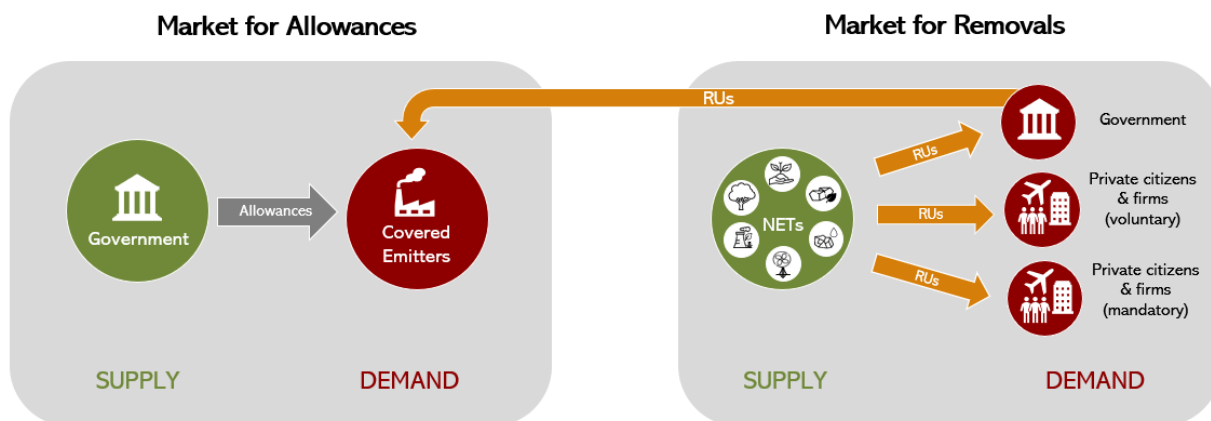 Market for Allowances
Market for Removals
RUs
Government
Allowances
Covered
Emitters
SUPPLY
DEMAND
NETs
RUs
RUs
RUs
Government
Private citizens
& firms
(voluntary)
Private citizens
& firms
(mandatory)
SUPPLY
DEMAND